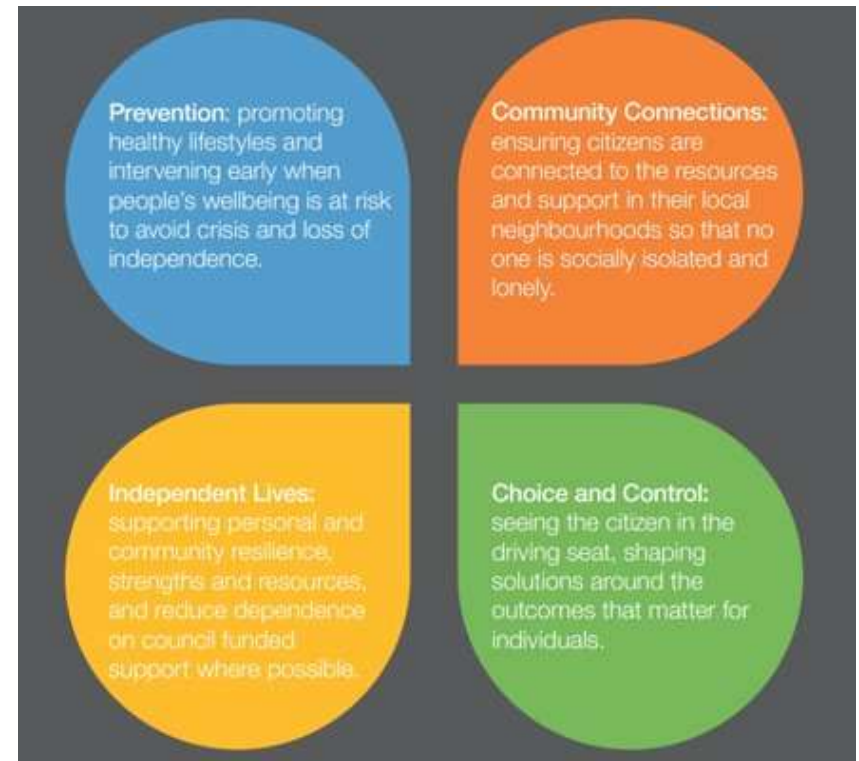 Prevention: promoting
healthy lifestyles and
intervening early when
people's wellbeing is at risk
to avoid crisis and loss of
independence.
Community Connections:
ensuring citizens are
connected to the resources
and support in their local
neighbourhoods so that no
one is socially isolated and
lonely.
Independent Lives:
supporting personal and
community resilience,
strengths and resources,
and reduce dependence
on council funded
support where possible.
Choice and Control:
seeing the citizen in the
driving seat, shaping
solutions around the
outcomes that matter for
individuals.